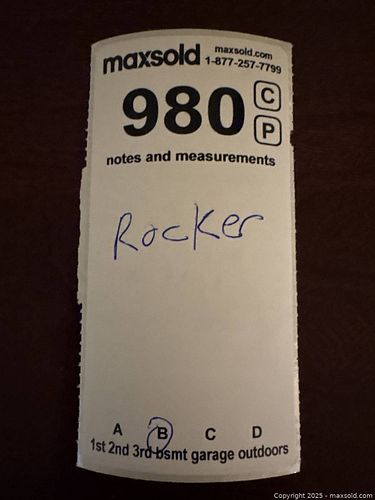 maxsold maxsold.com
1-877-257-7799
980 C
P
notes and measurements
Rocker
A B C D
1st 2nd 3rd bsmt garage outdoors
Copyright 2025 - maxsold.com